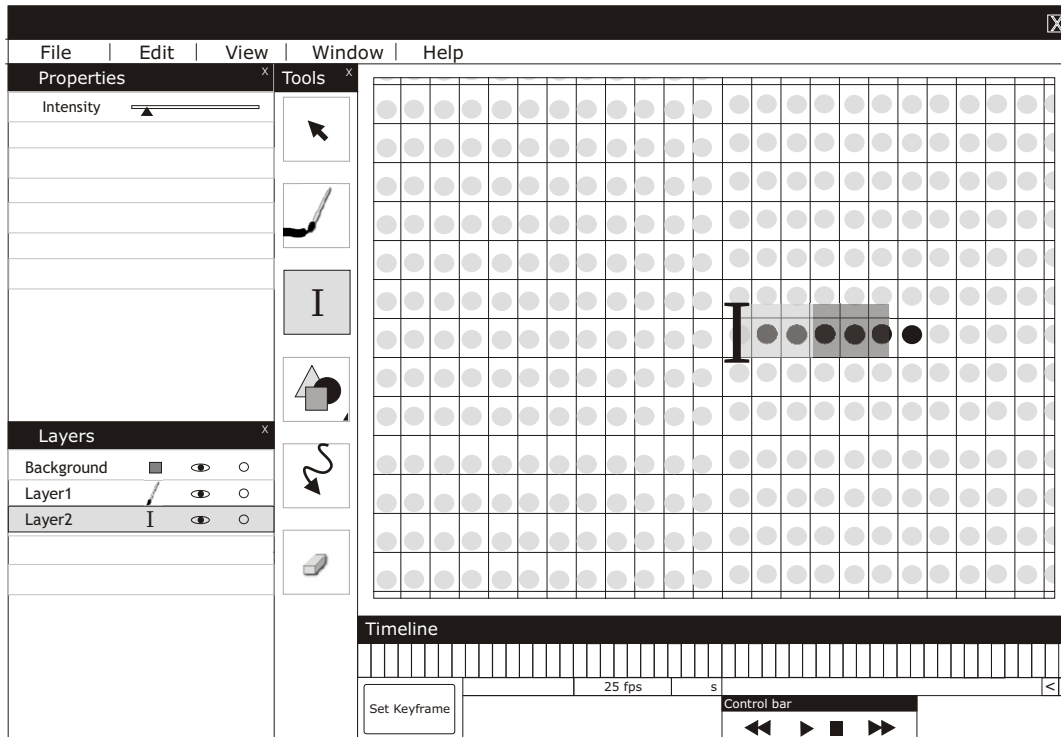 X
File | Edit | View | Window | Help
Properties x
Intensity
Tools x
I
I
Layers x
Background
Layer1
Layer2 I
Timeline
25 fps s <
Set Keyframe
Control bar